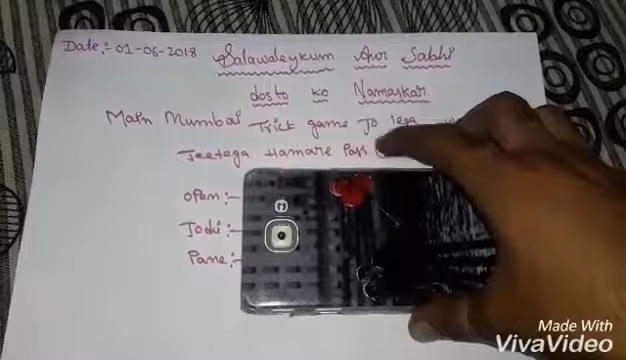 Date:- 01-06-2018
Salawaleykum Aur Sabhi
dosto ko Namaskar
Main Mumbai Trick game Jo lega
Jeetega Hamare Pass
open:-
Jodi:-
Pane:-
Made With
VivaVideo